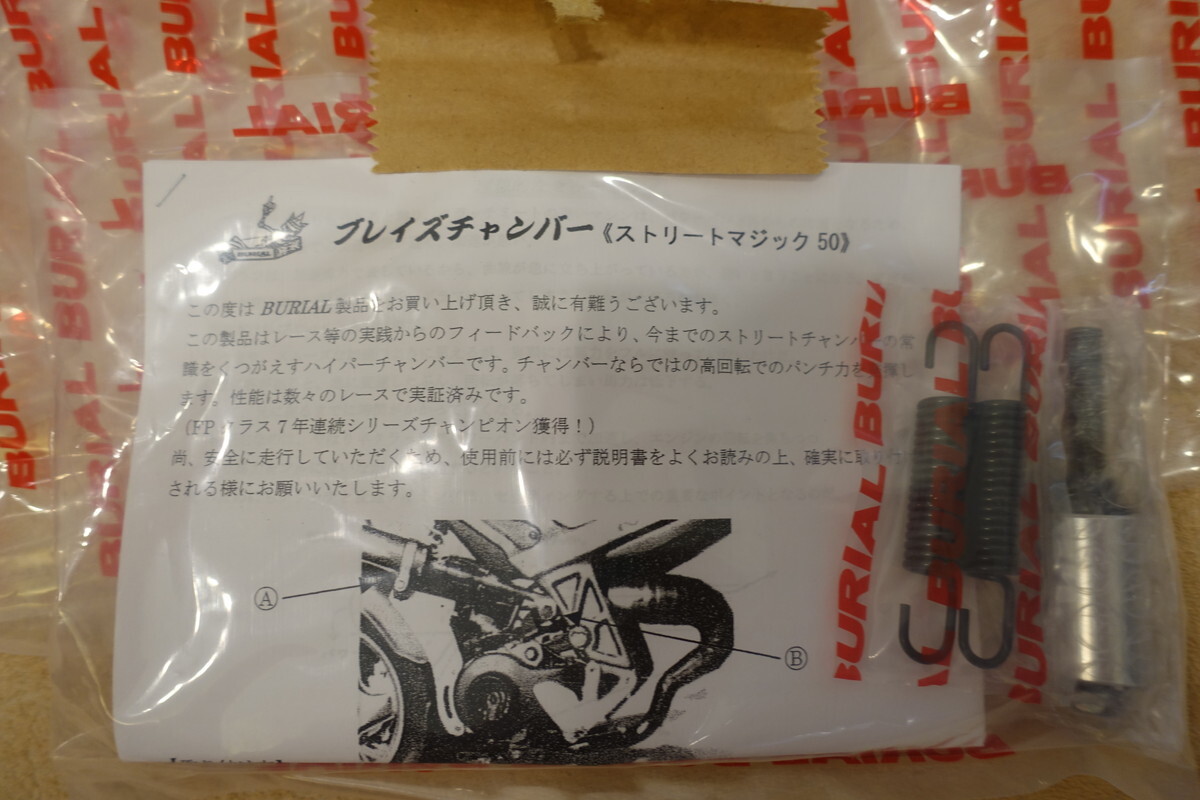 BURIAL
ブレイズチャンバー《ストリートマジック 50》
この度は BURIAL 製品をお買い上げ頂き、誠に有難うございます。
この製品はレース等の実践からのフィードバックにより、今までのストリートチャンバーの常
識をくつがえすハイパーチャンバーです。チャンバーならではの高回転でのパンチ力を発揮し
ます。性能は数々のレースで実証済みです。
(FPクラス7年連続シリーズチャンピオン獲得！)
尚、安全に走行していただくため、使用前には必ず説明書をよくお読みの上、確実に取り
される様にお願いいたします。
Ⓐ
Ⓑ
BURIAL BURIAL
BURIAL
BURIAL BURIAL